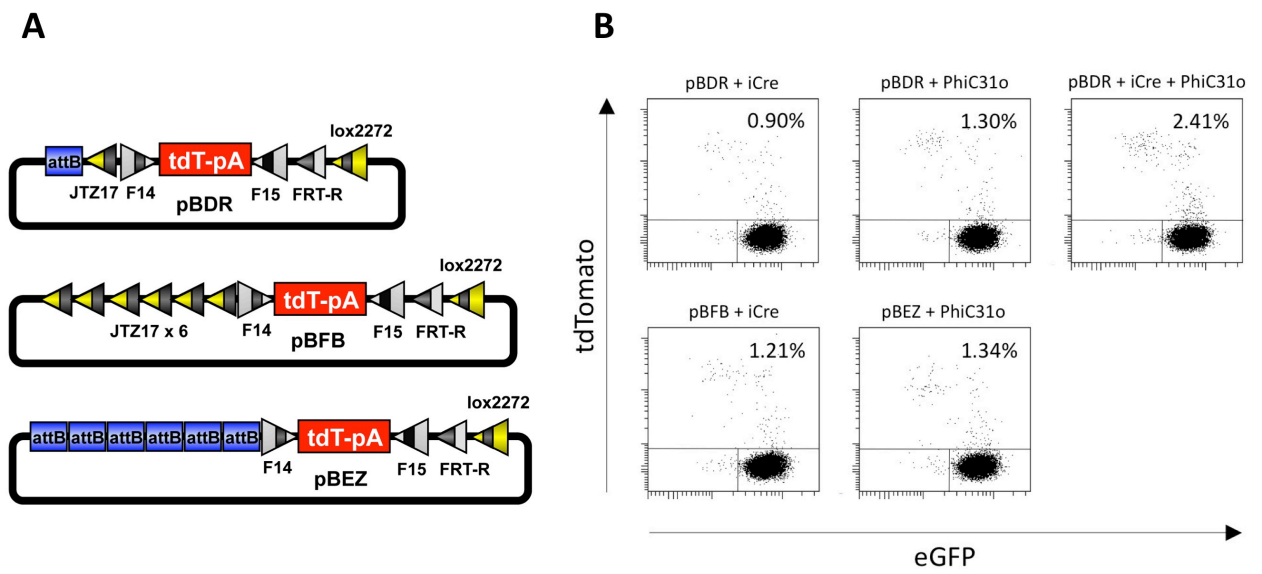 A
lox2272
attB
tdT-pA
JTZ17
F14
F15
FRT-R
pBDR
lox2272
tdT-pA
JTZ17 x 6
F14
F15
FRT-R
pBFB
lox2272
attB attB attB attB attB attB
tdT-pA
F14
F15
FRT-R
pBEZ
B
pBDR + iCre
0.90%
pBDR + PhiC31o
1.30%
pBDR + iCre + PhiC31o
2.41%
pBFB + iCre
1.21%
pBEZ + PhiC31o
1.34%
tdTomato
eGFP